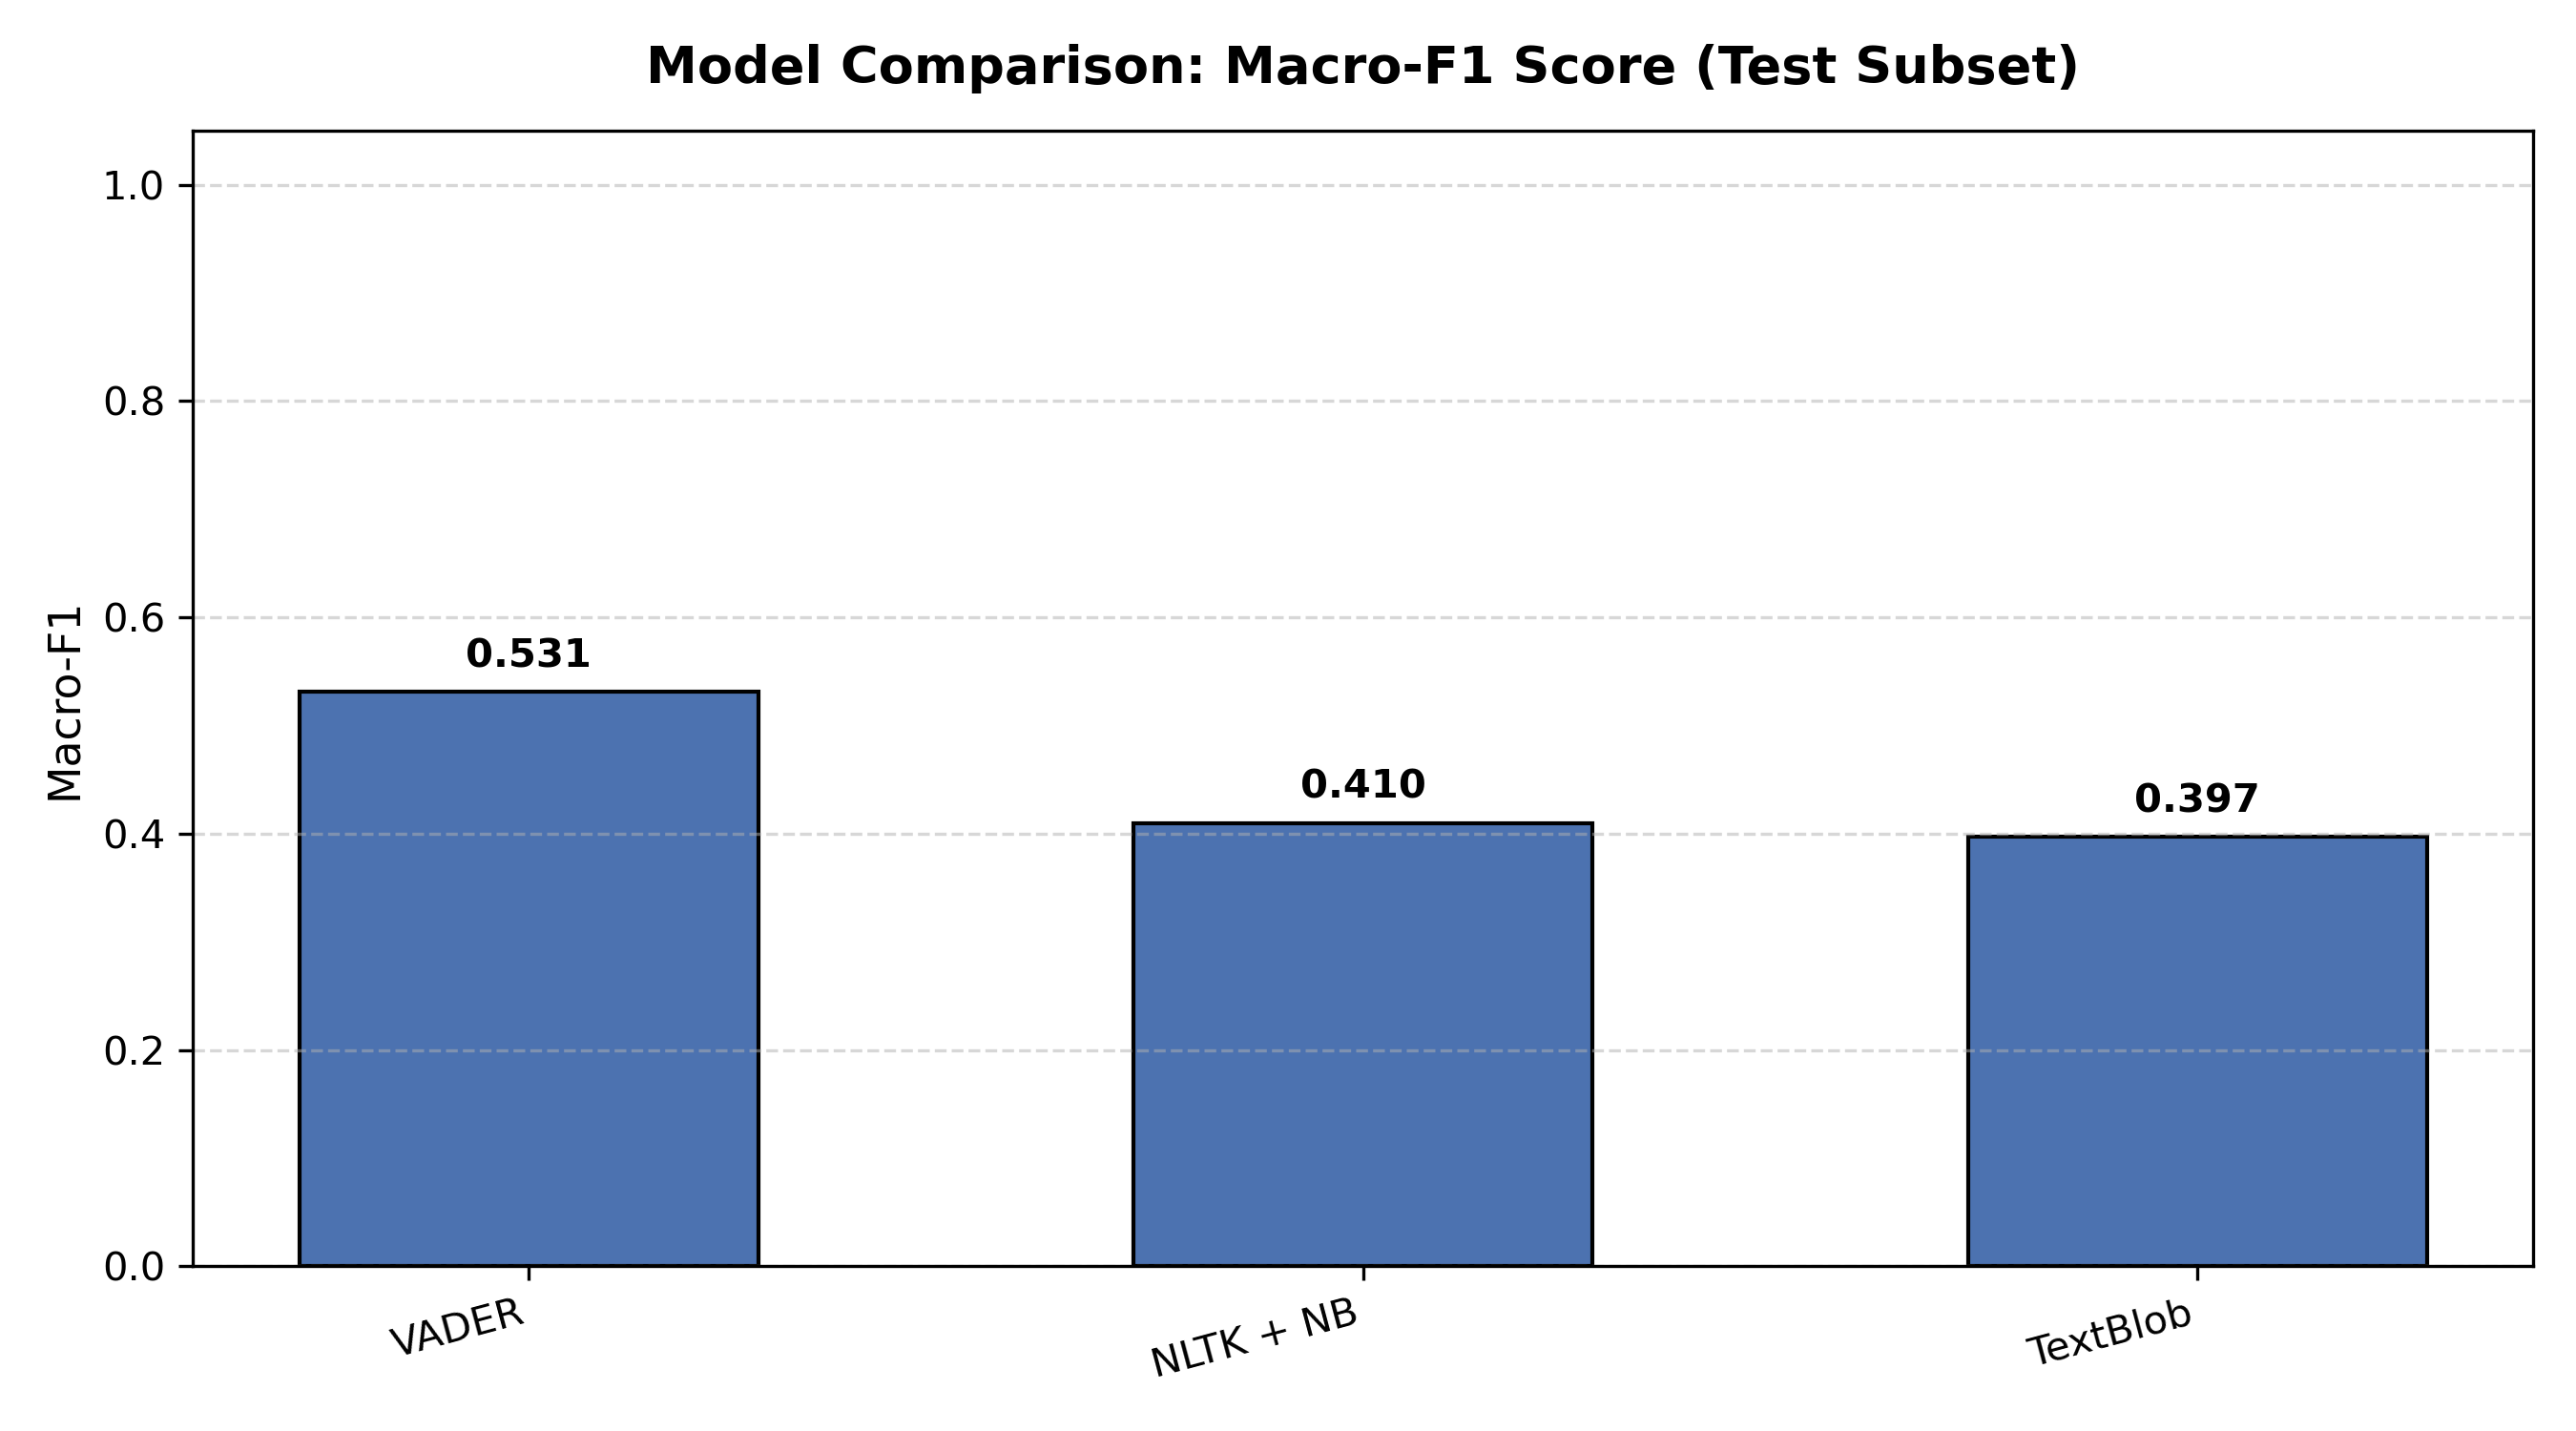 Model Comparison: Macro-F1 Score (Test Subset)
Macro-F1
1.0
0.8
0.6
0.4
0.2
0.0
0.531
0.410
0.397
VADER
NLTK + NB
TextBlob